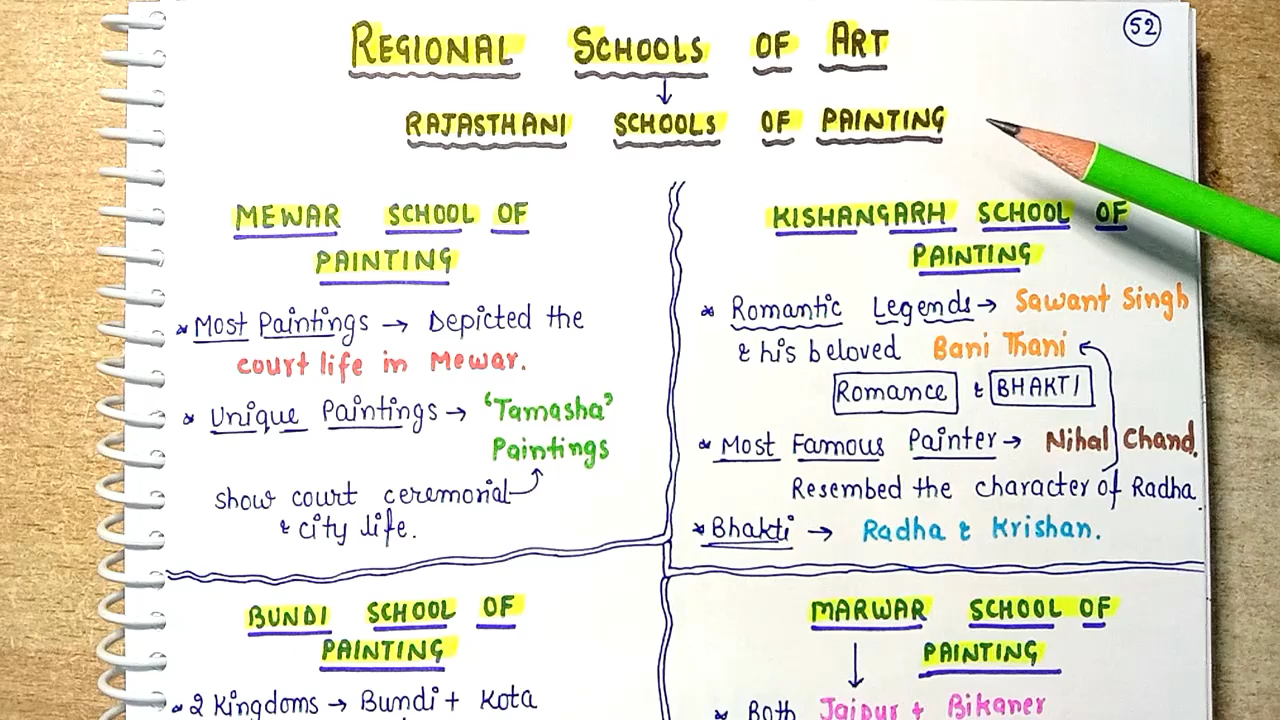 52
REGIONAL SCHOOLS OF ART
↓
RAJASTHANI SCHOOLS OF PAINTING
MEWAR SCHOOL OF
PAINTING
* Most Paintings → Depicted the
court life in Mewar.
* Unique Paintings → ‘Tamasha’
Paintings
show court ceremonial
& city life.
KISHANGARH SCHOOL OF
PAINTING
* Romantic Legends → Sawant Singh
& his beloved Bani Thani
Romance & BHAKTI
* Most Famous Painter → Nihal Chand.
Resembed the character of Radha.
* Bhakti → Radha & Krishan.
BUNDI SCHOOL OF
PAINTING
* 2 Kingdoms → Bundi + Kota
MARWAR SCHOOL OF
↓ PAINTING
* Both Jaipur + Bikaner